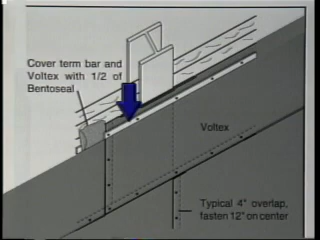 Cover term bar and
Voltex with 1/2 of
Bentoseal
Voltex
Typical 4" overlap,
fasten 12" on center